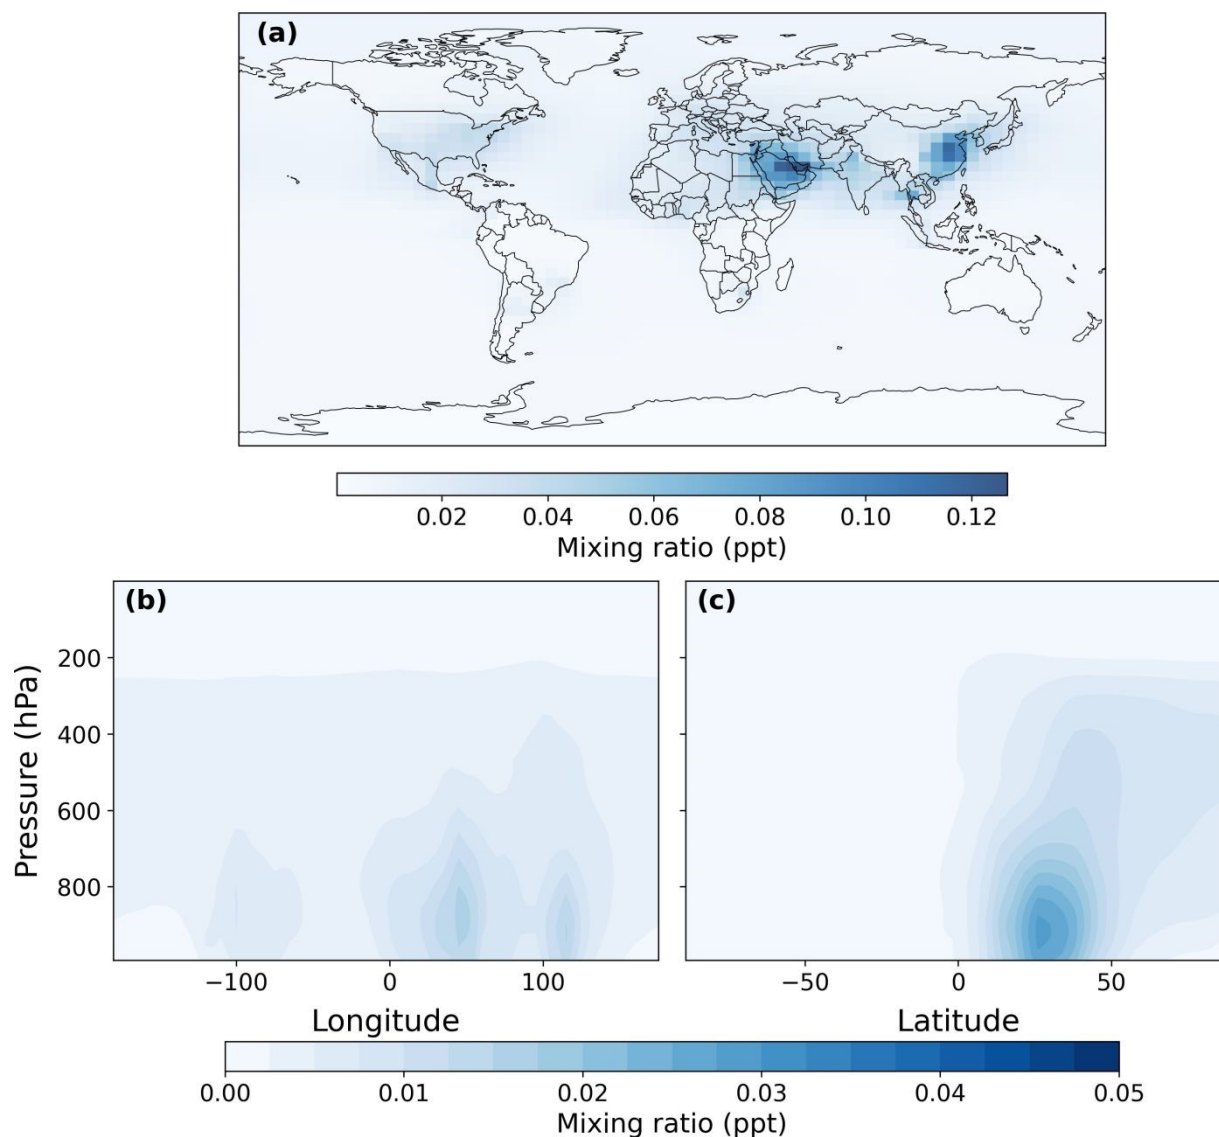 (a)
0.02 0.04 0.06 0.08 0.10 0.12
Mixing ratio (ppt)
(b)
(c)
Pressure (hPa)
200
400
600
800
−100 0 100
−50 0 50
Longitude
Latitude
0.00 0.01 0.02 0.03 0.04 0.05
Mixing ratio (ppt)